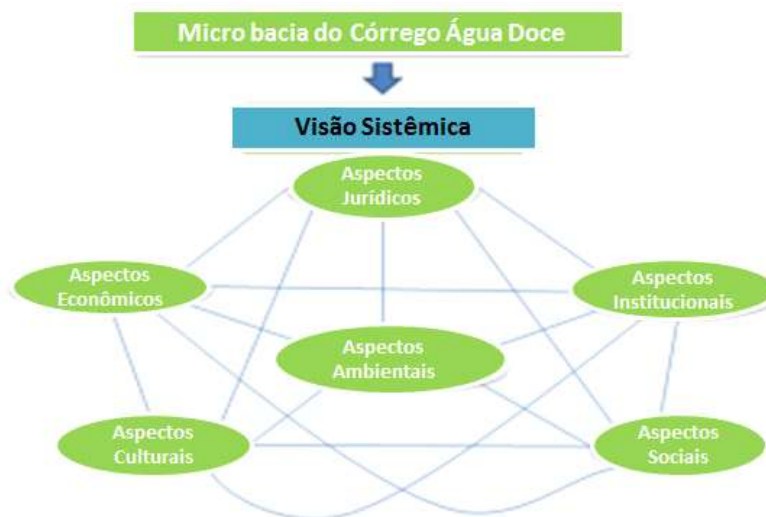 Micro bacia do Córrego Água Doce
Visão Sistêmica
Aspectos
Jurídicos
Aspectos
Econômicos
Aspectos
Institucionais
Aspectos
Ambientais
Aspectos
Culturais
Aspectos
Sociais